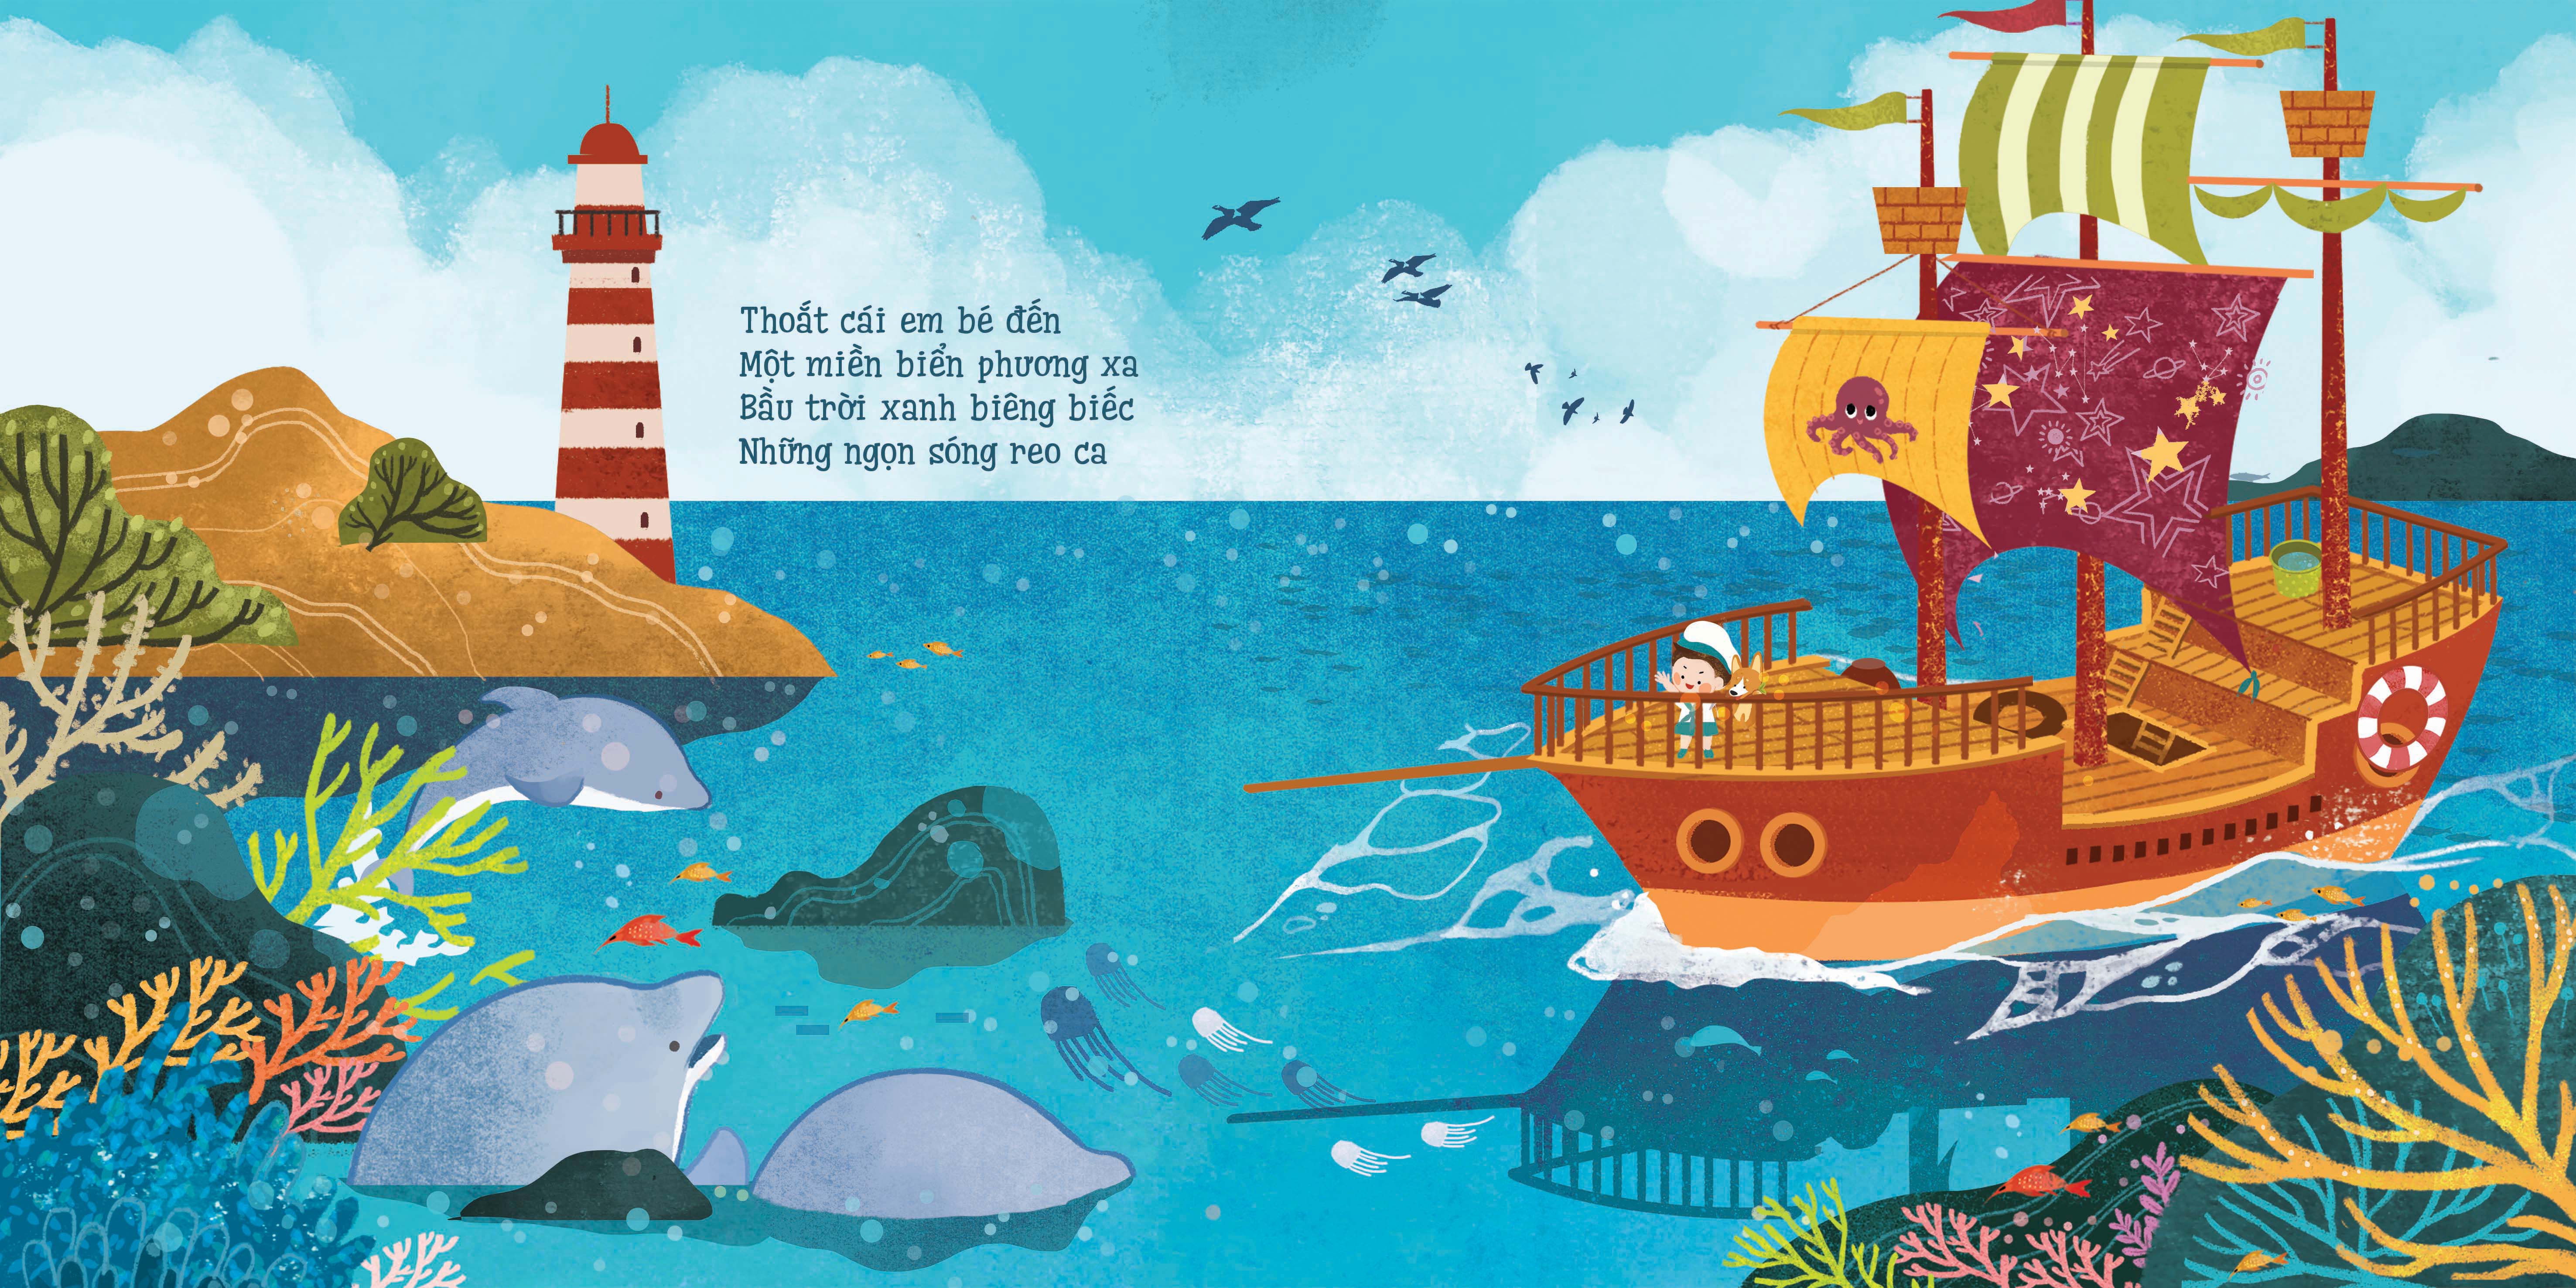 Thoắt cái em bé đến
Một miền biển phương xa
Bầu trời xanh biêng biếc
Những ngọn sóng reo ca